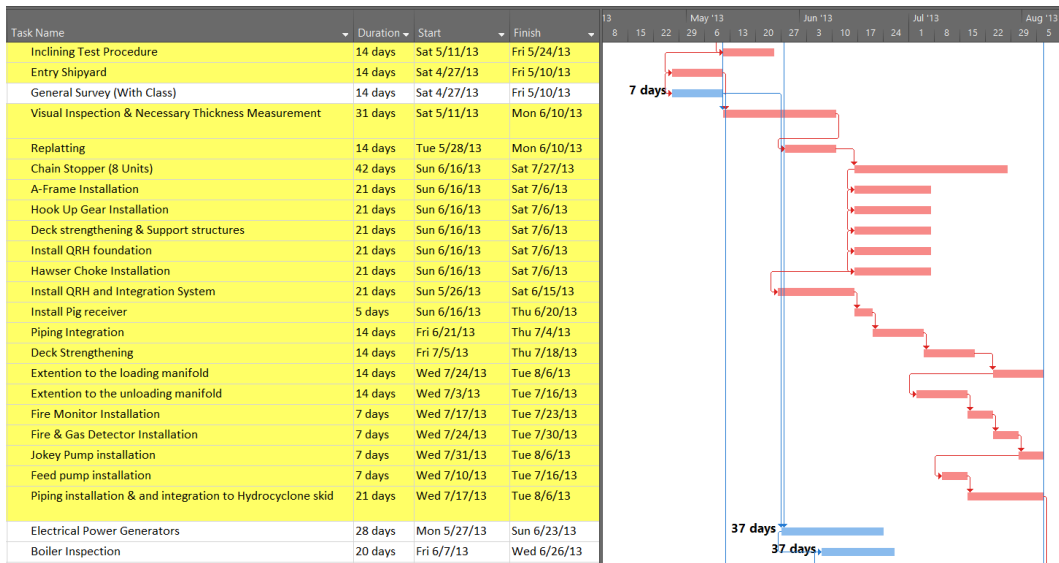 13 May '13 Jun '13 Jul '13 Aug '13
Task Name Duration Start Finish 8 15 22 29 6 13 20 27 3 10 17 24 1 8 15 22 29 5
Inclining Test Procedure 14 days Sat 5/11/13 Fri 5/24/13
Entry Shipyard 14 days Sat 4/27/13 Fri 5/10/13
General Survey (With Class) 14 days Sat 4/27/13 Fri 5/10/13 7 days
Visual Inspection & Necessary Thickness Measurement 31 days Sat 5/11/13 Mon 6/10/13
Replatting 14 days Tue 5/28/13 Mon 6/10/13
Chain Stopper (8 Units) 42 days Sun 6/16/13 Sat 7/27/13
A-Frame Installation 21 days Sun 6/16/13 Sat 7/6/13
Hook Up Gear Installation 21 days Sun 6/16/13 Sat 7/6/13
Deck strengthening & Support structures 21 days Sun 6/16/13 Sat 7/6/13
Install QRH foundation 21 days Sun 6/16/13 Sat 7/6/13
Hawser Choke Installation 21 days Sun 6/16/13 Sat 7/6/13
Install QRH and Integration System 21 days Sun 5/26/13 Sat 6/15/13
Install Pig receiver 5 days Sun 6/16/13 Thu 6/20/13
Piping Integration 14 days Fri 6/21/13 Thu 7/4/13
Deck Strengthening 14 days Fri 7/5/13 Thu 7/18/13
Extention to the loading manifold 14 days Wed 7/24/13 Tue 8/6/13
Extention to the unloading manifold 14 days Wed 7/3/13 Tue 7/16/13
Fire Monitor Installation 7 days Wed 7/17/13 Tue 7/23/13
Fire & Gas Detector Installation 7 days Wed 7/24/13 Tue 7/30/13
Jokey Pump installation 7 days Wed 7/31/13 Tue 8/6/13
Feed pump installation 7 days Wed 7/10/13 Tue 7/16/13
Piping installation & and integration to Hydrocyclone skid 21 days Wed 7/17/13 Tue 8/6/13
Electrical Power Generators 28 days Mon 5/27/13 Sun 6/23/13 37 days
Boiler Inspection 20 days Fri 6/7/13 Wed 6/26/13 37 days